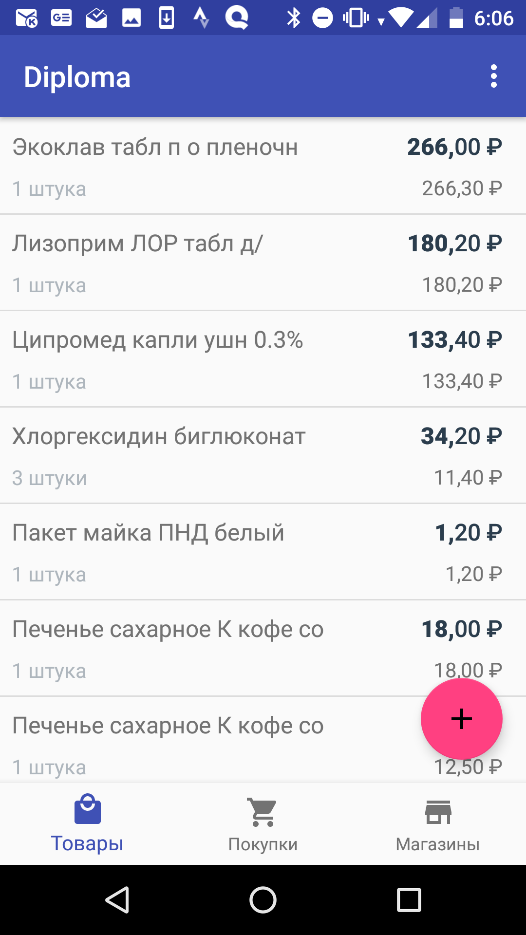 6:06
Diploma
Экоклав табл п о пленочн 266,00 ₽
1 штука 266,30 ₽
Лизоприм ЛОР табл д/ 180,20 ₽
1 штука 180,20 ₽
Ципромед капли ушн 0.3% 133,40 ₽
1 штука 133,40 ₽
Хлоргексидин биглюконат 34,20 ₽
3 штуки 11,40 ₽
Пакет майка ПНД белый 1,20 ₽
1 штука 1,20 ₽
Печенье сахарное К кофе со 18,00 ₽
1 штука 18,00 ₽
Печенье сахарное К кофе со
1 штука 12,50 ₽
Товары Покупки Магазины